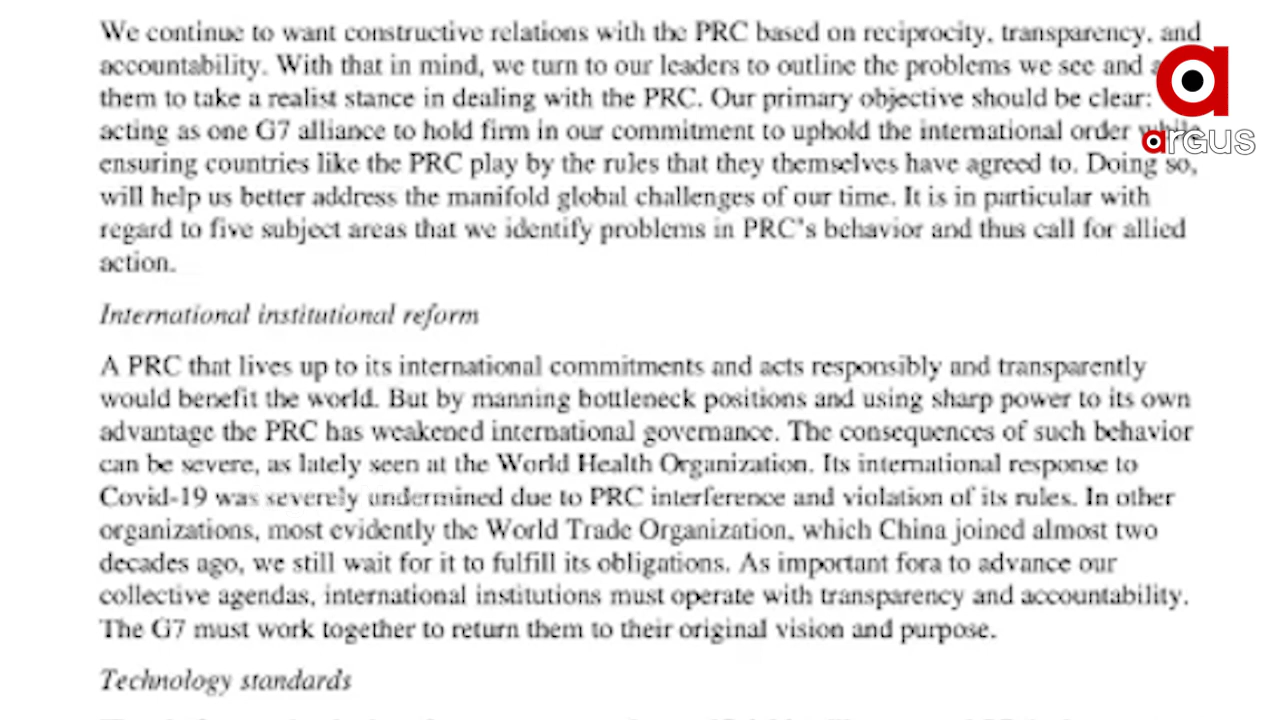 We continue to want constructive relations with the PRC based on reciprocity, transparency, and
accountability. With that in mind, we turn to our leaders to outline the problems we see and
them to take a realist stance in dealing with the PRC. Our primary objective should be clear:
acting as one G7 alliance to hold firm in our commitment to uphold the international order while
ensuring countries like the PRC play by the rules that they themselves have agreed to. Doing so,
will help us better address the manifold global challenges of our time. It is in particular with
regard to five subject areas that we identify problems in PRC's behavior and thus call for allied
action.
International institutional reform
A PRC that lives up to its international commitments and acts responsibly and transparently
would benefit the world. But by manning bottleneck positions and using sharp power to its own
advantage the PRC has weakened international governance. The consequences of such behavior
can be severe, as lately seen at the World Health Organization. Its international response to
Covid-19 was severely undermined due to PRC interference and violation of its rules. In other
organizations, most evidently the World Trade Organization, which China joined almost two
decades ago, we still wait for it to fulfill its obligations. As important fora to advance our
collective agendas, international institutions must operate with transparency and accountability.
The G7 must work together to return them to their original vision and purpose.
Technology standards
a
argus